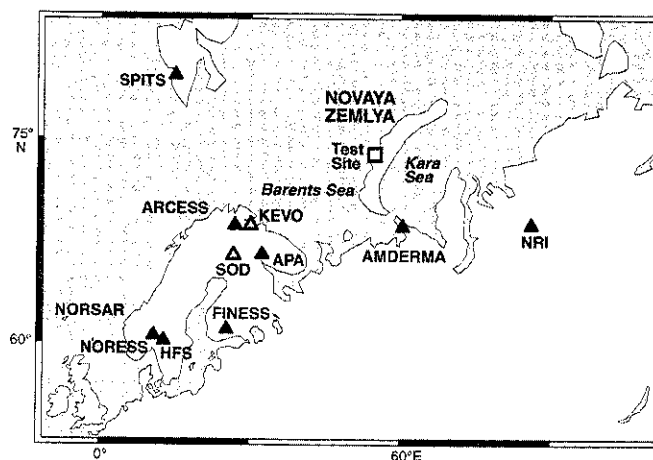 SPITS
NOVAYA
ZEMLYA
75°
N
Test
Site
Kara
Sea
Barents Sea
ARCESS
KEVO
SOD
APA
AMDERMA
NRI
NORSAR
FINESS
60°
NORESS
HFS
0°
60°E